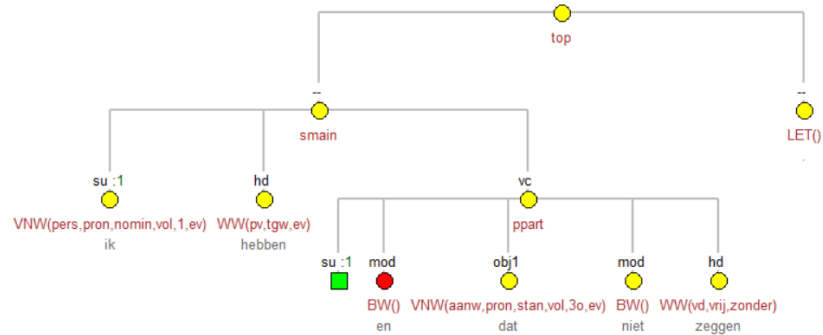 top
-- --
smain LET()
.
su :1 hd vc
VNW(pers,pron,nomin,vol,1,ev) WW(pv,tgw,ev) ppart
ik hebben
su :1 mod obj1 mod hd
BW() VNW(aanw,pron,stan,vol,3o,ev) BW() WW(vd,vrij,zonder)
en dat niet zeggen